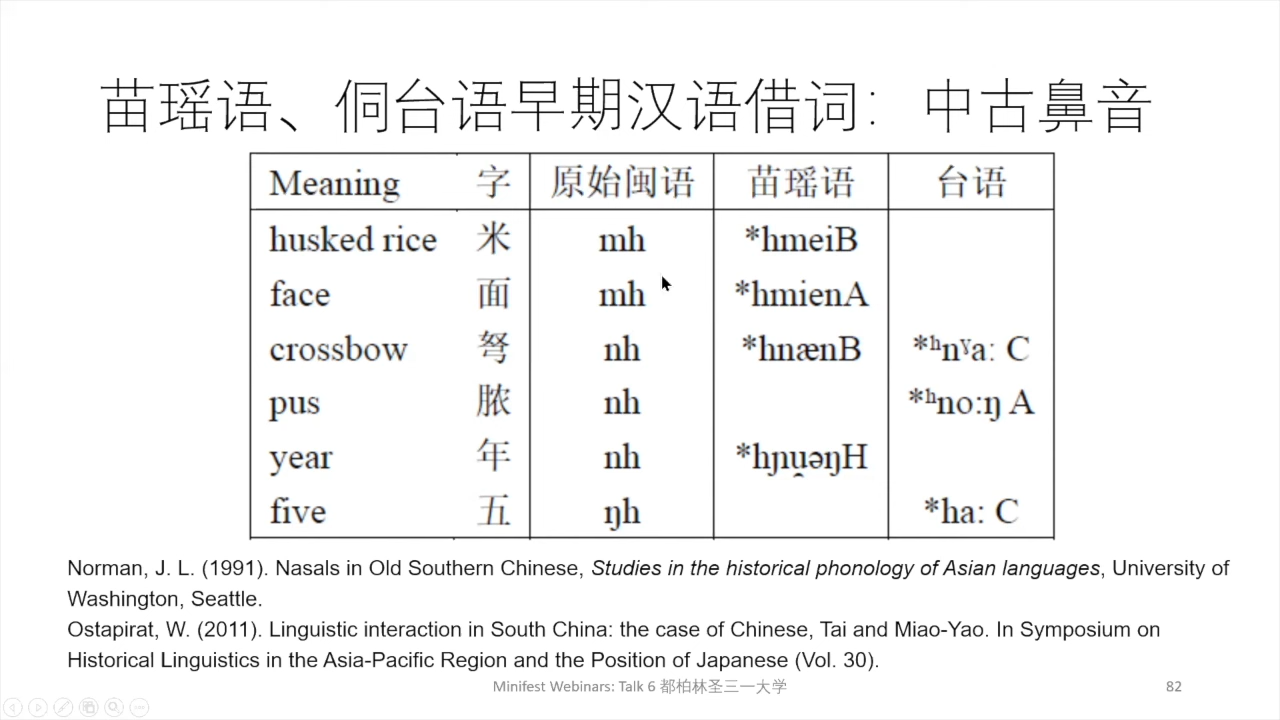 苗瑶语、侗台语早期汉语借词：中古鼻音
Meaning 字 原始闽语 苗瑶语 台语
husked rice 米 mh *hmeiB
face 面 mh *hmienA
crossbow 弩 nh *hnænB *ʰnˠa: C
pus 脓 nh *ʰno:ŋ A
year 年 nh *hɲu̯əŋH
five 五 ŋh *ha: C
Norman, J. L. (1991). Nasals in Old Southern Chinese, Studies in the historical phonology of Asian languages, University of
Washington, Seattle.
Ostapirat, W. (2011). Linguistic interaction in South China: the case of Chinese, Tai and Miao-Yao. In Symposium on
Historical Linguistics in the Asia-Pacific Region and the Position of Japanese (Vol. 30).
Minifest Webinars: Talk 6 都柏林圣三一大学 82